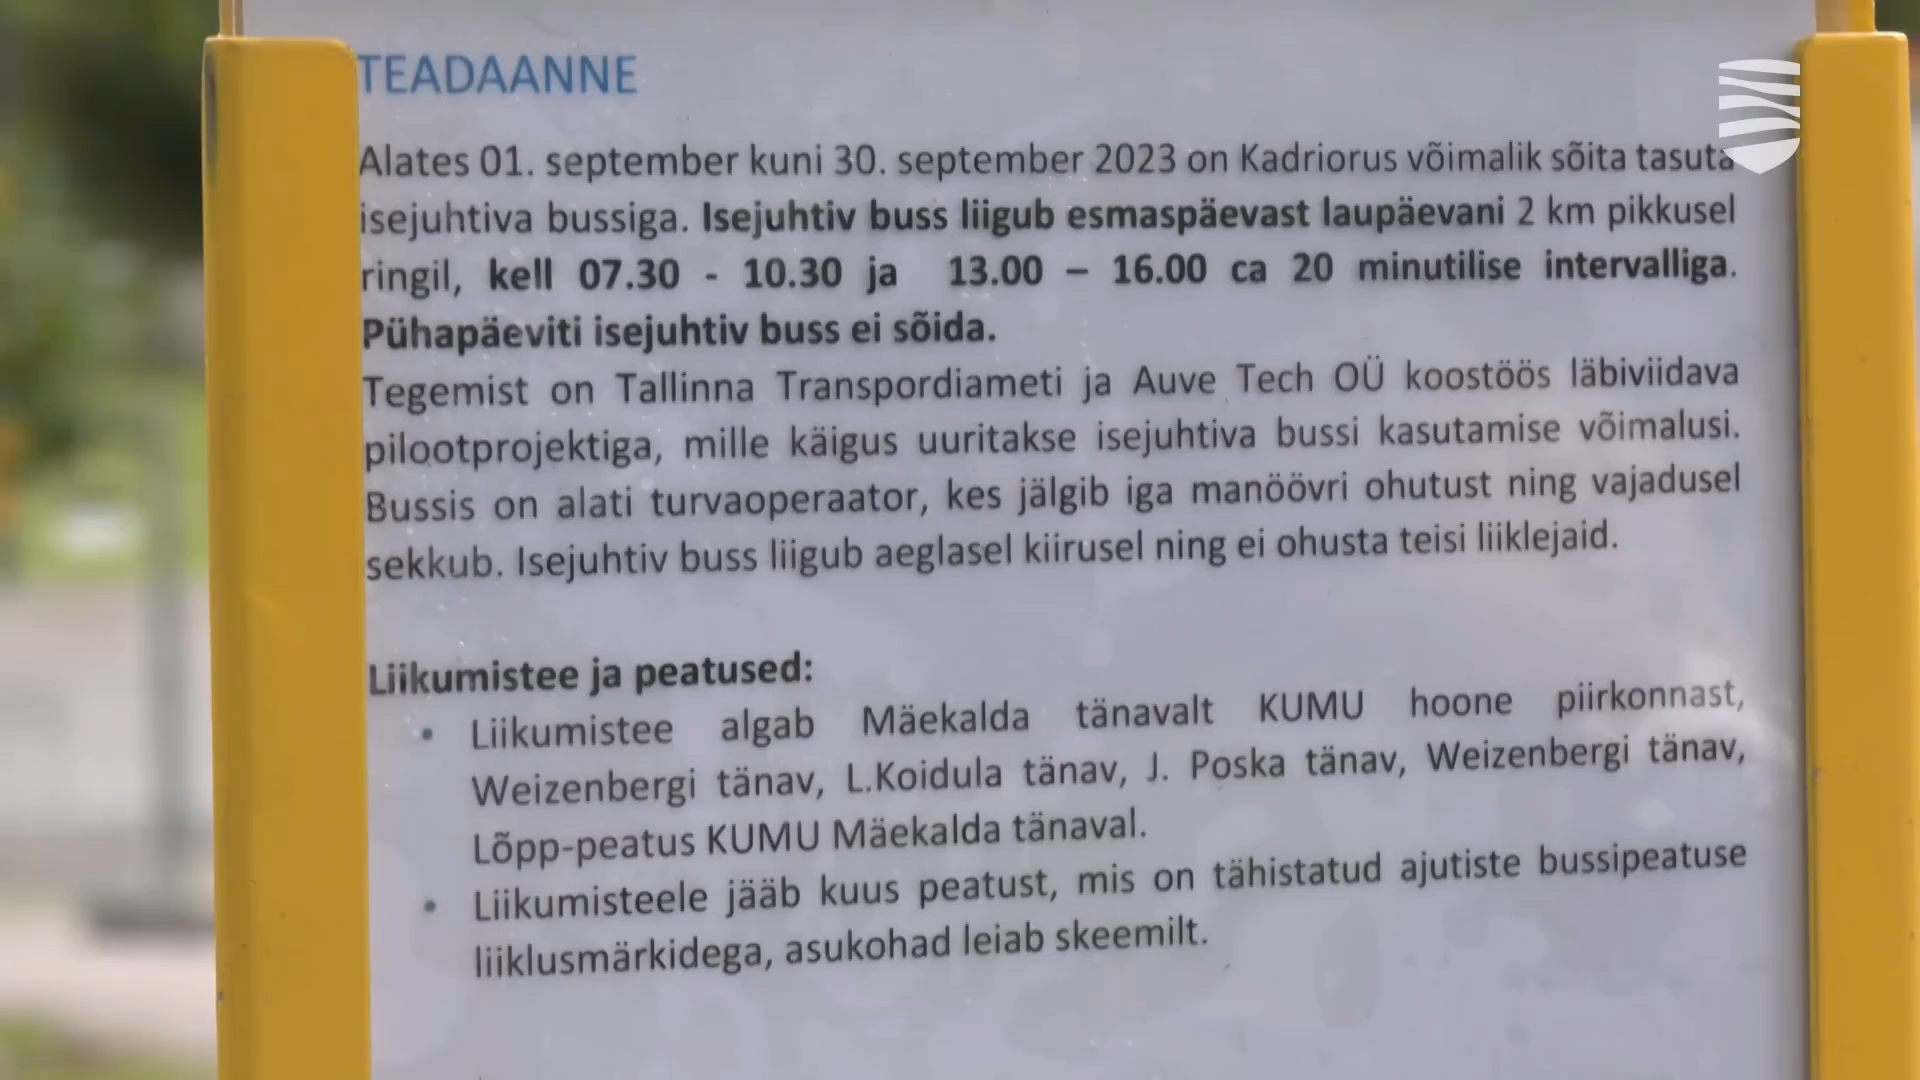 TEADAANNE
Alates 01. september kuni 30. september 2023 on Kadriorus võimalik sõita tasuta
isejuhtiva bussiga. Isejuhtiv buss liigub esmaspäevast laupäevani 2 km pikkusel
ringil, kell 07.30 - 10.30 ja 13.00 – 16.00 ca 20 minutilise intervalliga.
Pühapäeviti isejuhtiv buss ei sõida.
Tegemist on Tallinna Transpordiameti ja Auve Tech OÜ koostöös läbiviidava
pilootprojektiga, mille käigus uuritakse isejuhtiva bussi kasutamise võimalusi.
Bussis on alati turvaoperaator, kes jälgib iga manöövri ohutust ning vajadusel
sekkub. Isejuhtiv buss liigub aeglasel kiirusel ning ei ohusta teisi liiklejaid.
Liikumistee ja peatused:
• Liikumistee algab Mäekalda tänavalt KUMU hoone piirkonnast,
Weizenbergi tänav, L.Koidula tänav, J. Poska tänav, Weizenbergi tänav,
Lõpp-peatus KUMU Mäekalda tänaval.
• Liikumisteele jääb kuus peatust, mis on tähistatud ajutiste bussipeatuse
liiklusmärkidega, asukohad leiab skeemilt.